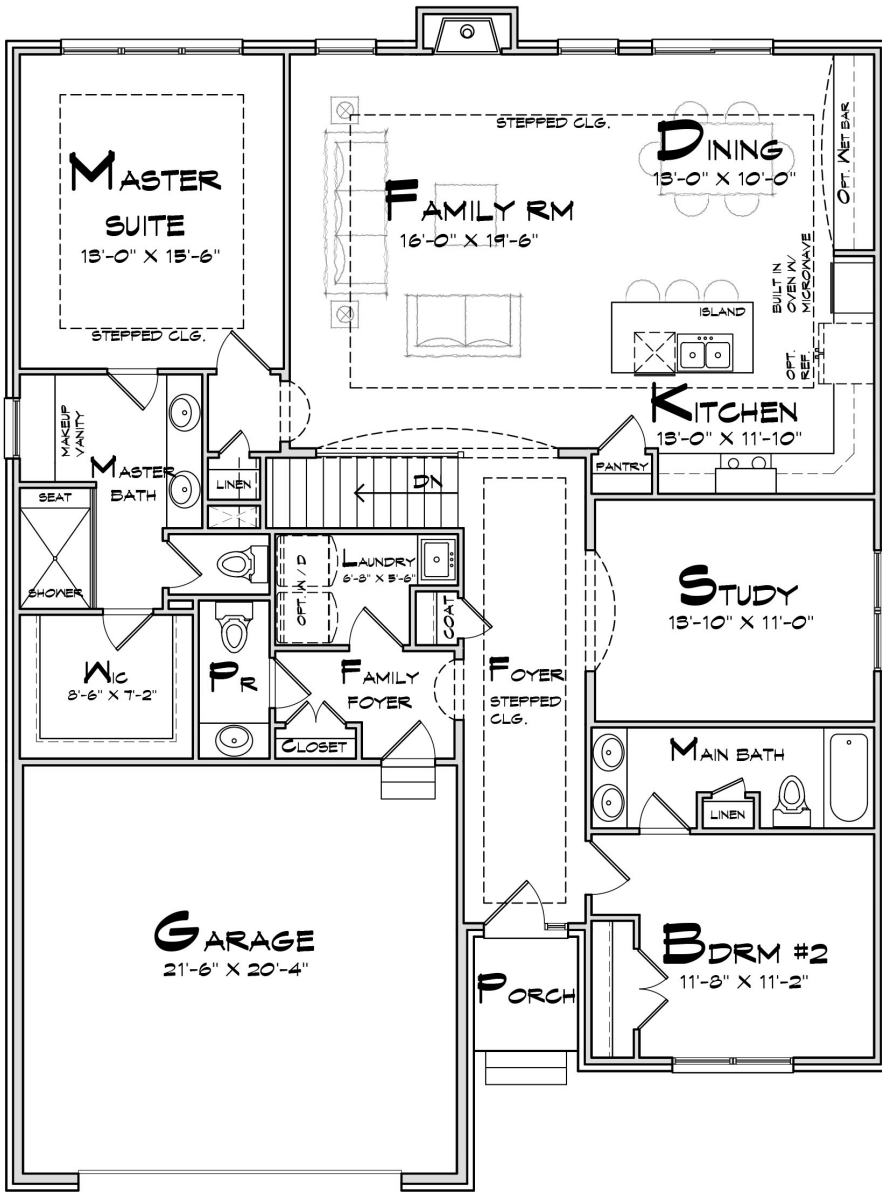 STEPPED CLG.
DINING
13'-0" X 10'-0"
OPT. WET BAR
MASTER
SUITE
13'-0" X 15'-6"
FAMILY RM
16'-0" X 19'-6"
BUILT IN
OVEN W/
MICROWAVE
ISLAND
STEPPED CLG.
OPT.
REF.
MAKEUP
VANITY
KITCHEN
13'-0" X 11'-10"
MASTER
BATH
LINEN
DN
PANTRY
SEAT
SHOWER
OPT. W / D
LAUNDRY
6'-8" X 5'-6"
COAT
STUDY
13'-10" X 11'-0"
WIC
8'-6" X 7'-2"
PR
FAMILY
FOYER
FOYER
STEPPED
CLG.
CLOSET
MAIN BATH
LINEN
GARAGE
21'-6" X 20'-4"
PORCH
BDRM #2
11'-8" X 11'-2"